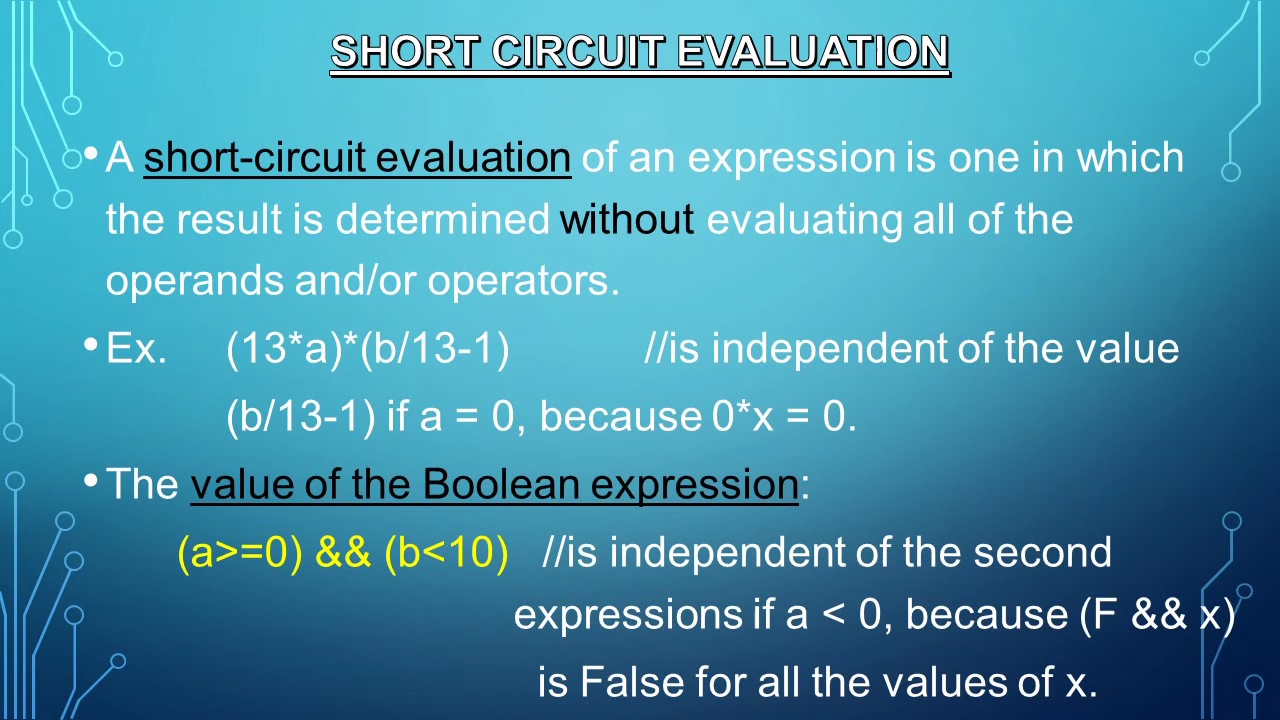 SHORT CIRCUIT EVALUATION
• A short-circuit evaluation of an expression is one in which
the result is determined without evaluating all of the
operands and/or operators.
• Ex. (13*a)*(b/13-1) //is independent of the value
(b/13-1) if a = 0, because 0*x = 0.
• The value of the Boolean expression:
(a>=0) && (b<10) //is independent of the second
expressions if a < 0, because (F && x)
is False for all the values of x.